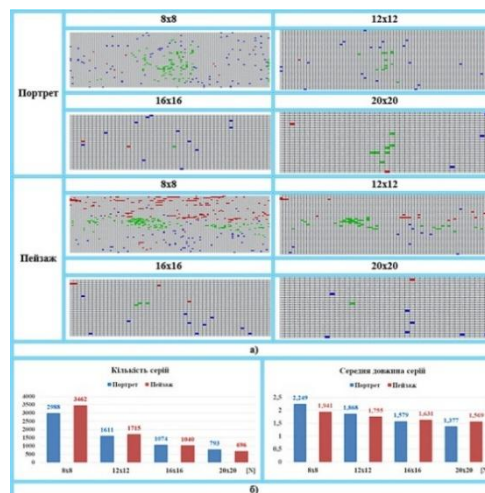 8x8 12x12
Портрет
16x16 20x20
8x8 12x12
Пейзаж
16x16 20x20
а)
Кількість серій
Портрет Пейзаж
4000
3500
3000
2500
2000
1500
1000
500
0
2988 3462 1611 1715 1074 1040 793 696
8x8 12x12 16x16 20x20 [N]
Середня довжина серій
Портрет Пейзаж
2,5
2
1,5
1
0,5
0
2,249 1,941 1,868 1,755 1,579 1,631 1,377 1,569
8x8 12x12 16x16 20x20 [N]
б)